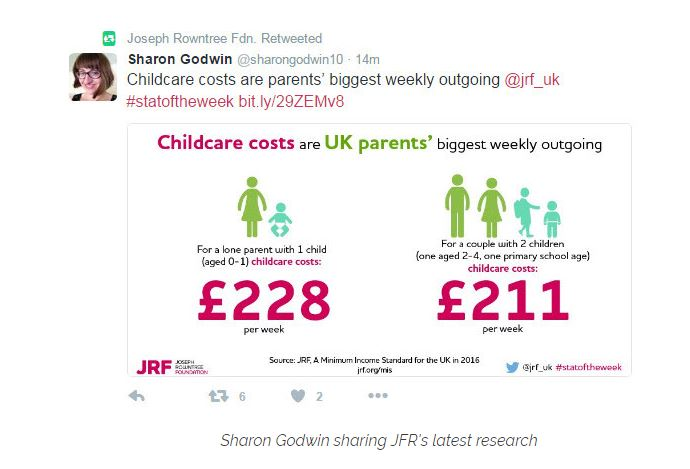 Joseph Rowntree Fdn. Retweeted
Sharon Godwin @sharongodwin10 · 14m
Childcare costs are parents' biggest weekly outgoing @jrf_uk
#statoftheweek bit.ly/29ZEMv8
Childcare costs are UK parents' biggest weekly outgoing
For a lone parent with 1 child
(aged 0-1) childcare costs:
£228
per week
For a couple with 2 children
(one aged 2-4, one primary school age)
childcare costs:
£211
per week
JRF JOSEPH
ROWNTREE
FOUNDATION
Source: JRF, A Minimum Income Standard for the UK in 2016
jrf.org/mis
@jrf_uk #statoftheweek
6 2
Sharon Godwin sharing JFR's latest research